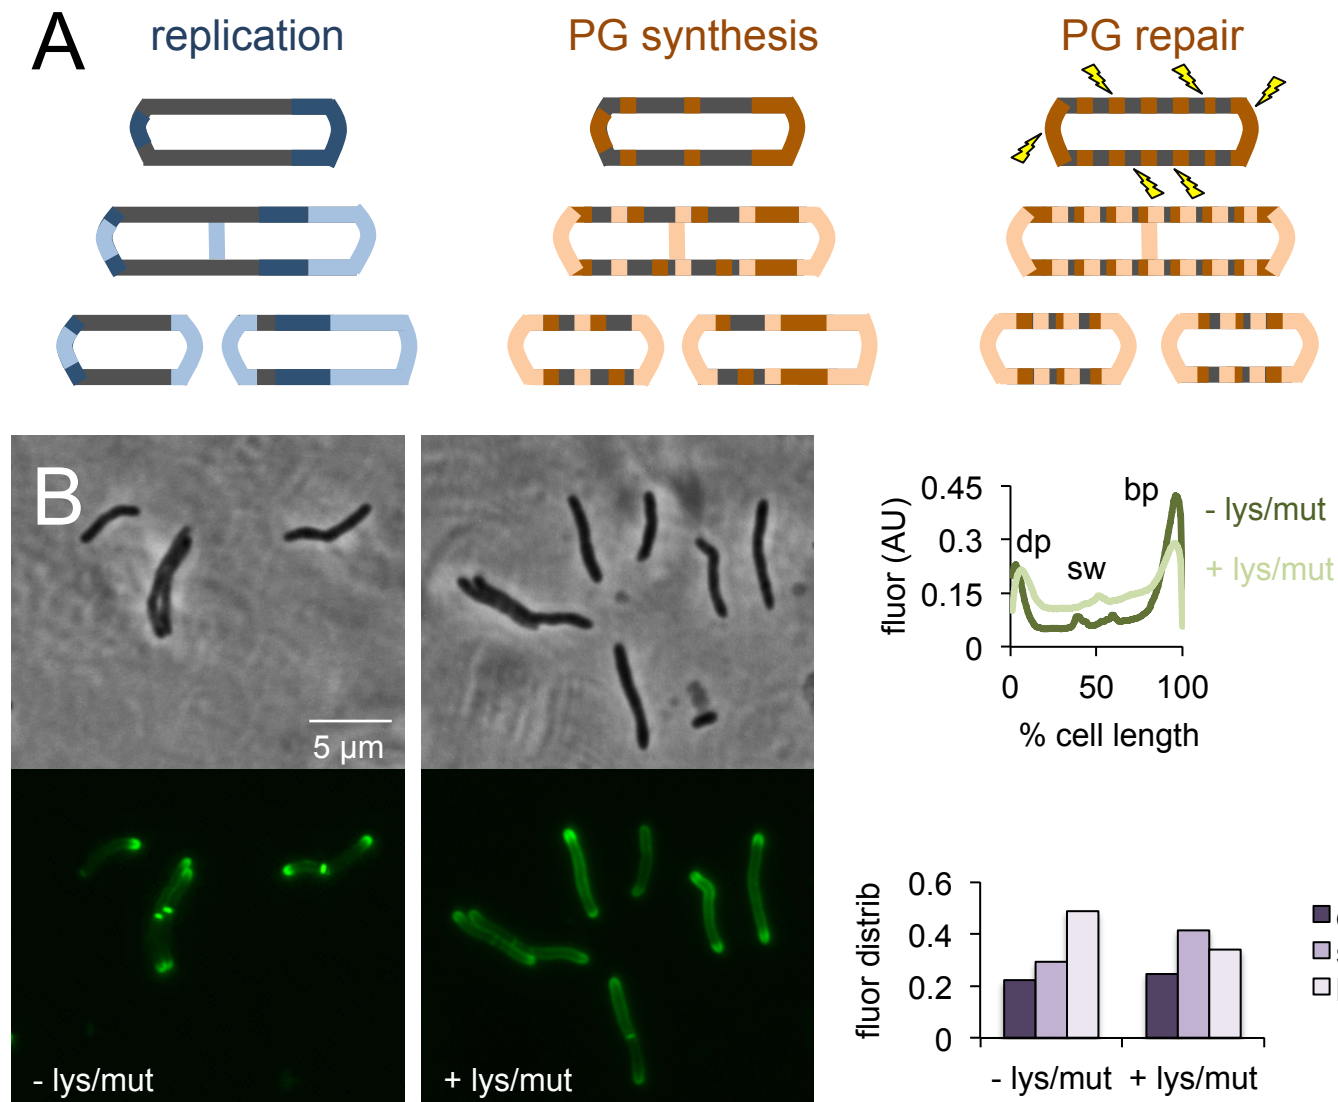 A
replication
PG synthesis
PG repair
B
5 µm
- lys/mut
+ lys/mut
0.45
0.3
0.15
0
fluor (AU)
dp
sw
bp
- lys/mut
+ lys/mut
0
50
100
% cell length
0.6
0.4
0.2
0
fluor distrib
- lys/mut
+ lys/mut